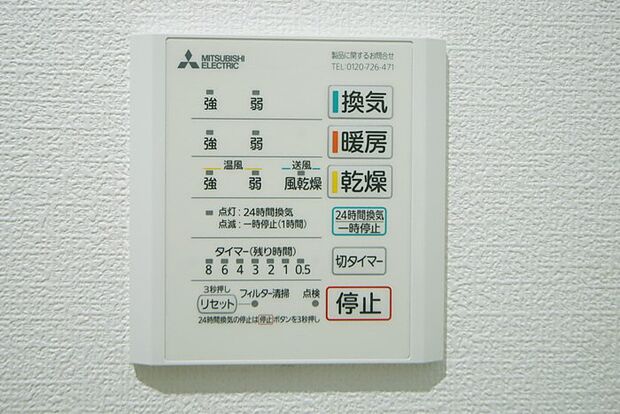 MITSUBISHI ELECTRIC
製品に関するお問合せ
TEL:0120-726-471
強 弱 換気
強 弱 暖房
温風 送風
強 弱 風乾燥 乾燥
点灯:24時間換気
点滅:一時停止(1時間)
24時間換気
一時停止
タイマー(残り時間)
8 6 4 3 2 1 0.5
切タイマー
3秒押し
リセット フィルター清掃 点検
停止
24時間換気の停止は停止ボタンを3秒押し